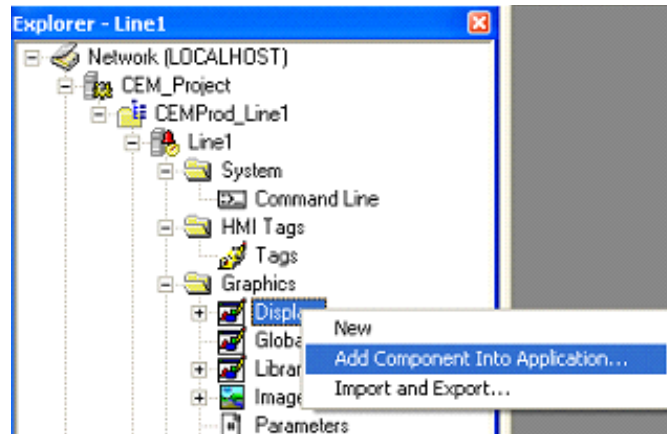 Explorer - Line1
Network (LOCALHOST)
CEM_Project
CEMProd_Line1
Line1
System
Command Line
HMI Tags
Tags
Graphics
New
Add Component Into Application...
Import and Export...
Parameters